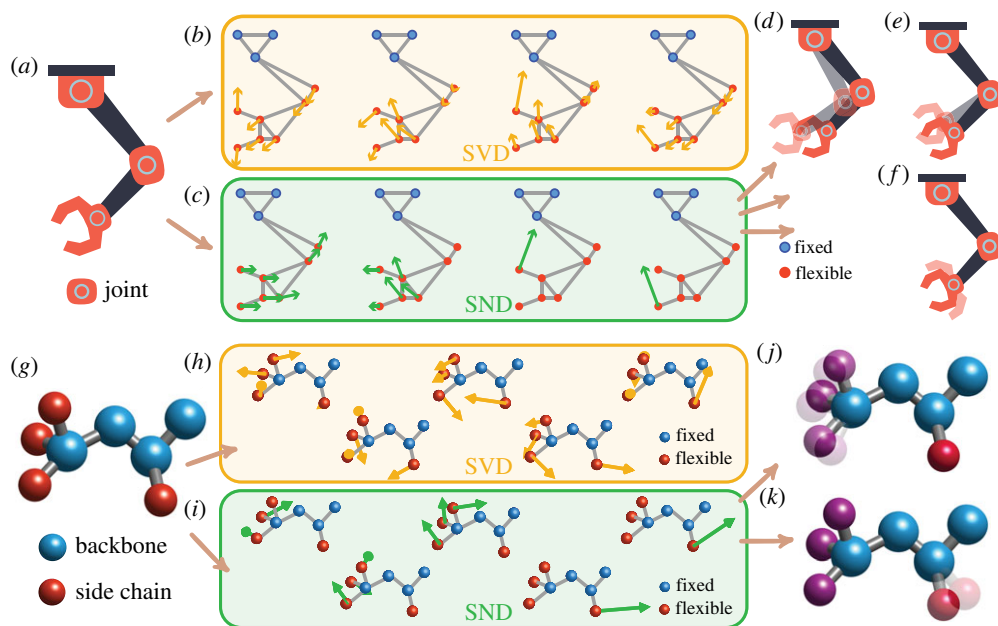 (a)
joint
(b)
SVD
(c)
SND
(d)
(e)
(f)
fixed
flexible
(g)
backbone
side chain
(h)
fixed
flexible
SVD
(i)
fixed
flexible
SND
(j)
(k)